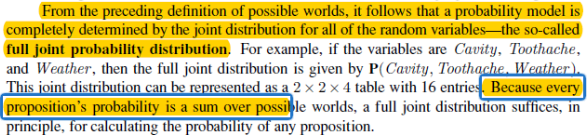 From the preceding definition of possible worlds, it follows that a probability model is
completely determined by the joint distribution for all of the random variables—the so-called
full joint probability distribution. For example, if the variables are Cavity, Toothache,
and Weather, then the full joint distribution is given by P(Cavity, Toothache, Weather).
This joint distribution can be represented as a 2 × 2 × 4 table with 16 entries. Because every
proposition's probability is a sum over possible worlds, a full joint distribution suffices, in
principle, for calculating the probability of any proposition.